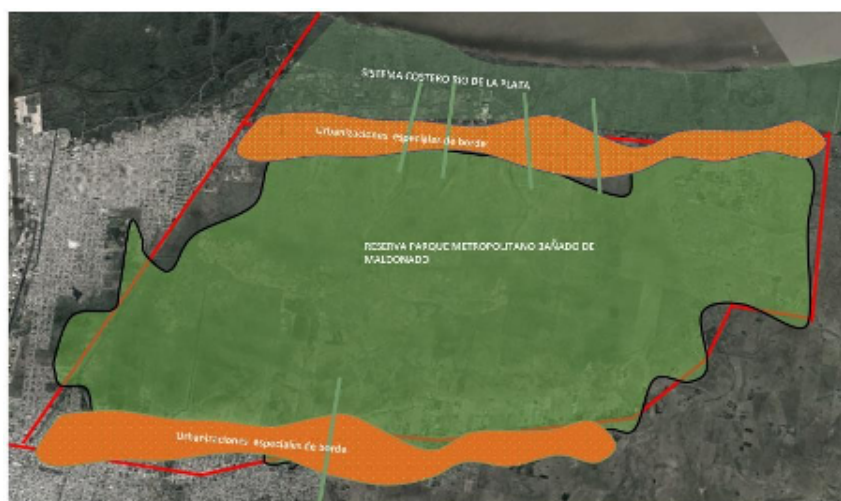 SISTEMA COSTERO RIO DE LA PLATA
Urbanizaciones especiales de borde
RESERVA PARQUE METROPOLITANO BAÑADO DE
MALDONADO
Urbanizaciones especiales de borde